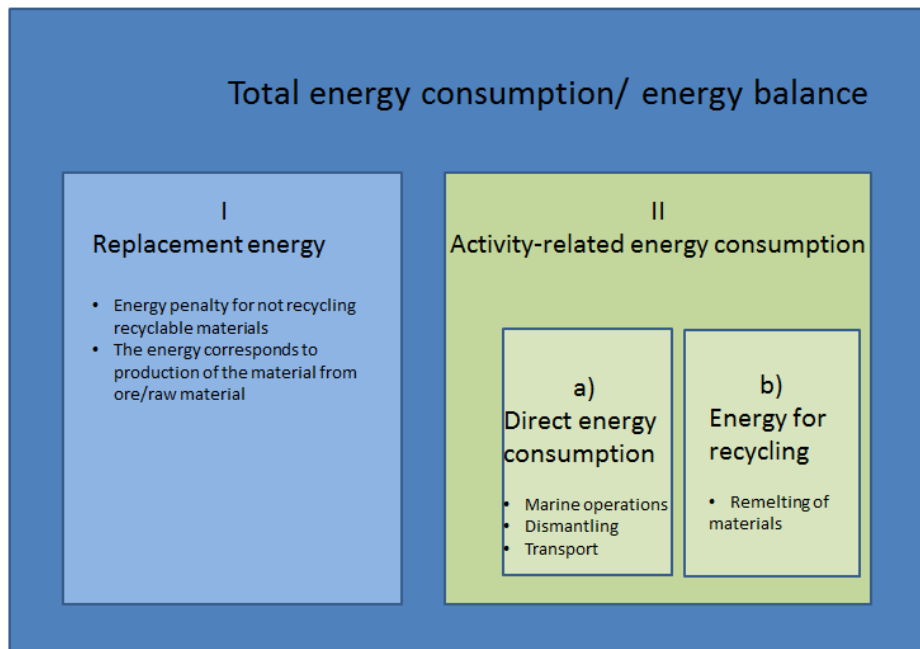 Total energy consumption/ energy balance
I
Replacement energy
• Energy penalty for not recycling
recyclable materials
• The energy corresponds to
production of the material from
ore/raw material
II
Activity-related energy consumption
a)
Direct energy
consumption
• Marine operations
• Dismantling
• Transport
b)
Energy for
recycling
• Remelting of
materials